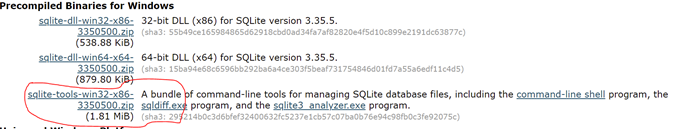 Precompiled Binaries for Windows
sqlite-dll-win32-x86-
3350500.zip
(538.88 KiB)
32-bit DLL (x86) for SQLite version 3.35.5.
(sha3: 55b49ce165984865d62918cbd0ad34fa7af82820e4f5d10c899e2191dc63877c)
sqlite-dll-win64-x64-
3350500.zip
(879.80 KiB)
64-bit DLL (x64) for SQLite version 3.35.5.
(sha3: 15ba94e68c6596bb292ba6a4ce303f5beaf731754846d01fd7a55a6edf11c4d5)
sqlite-tools-win32-x86-
3350500.zip
(1.81 MiB)
A bundle of command-line tools for managing SQLite database files, including the command-line shell program, the
sqldiff.exe program, and the sqlite3_analyzer.exe program.